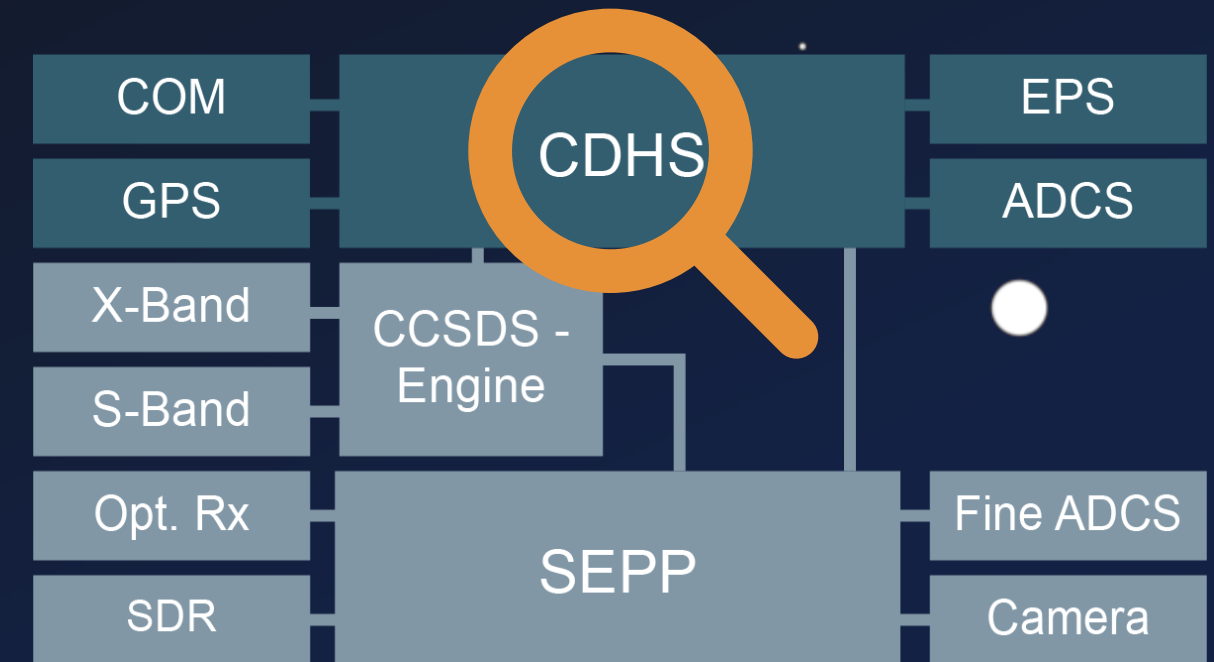 COM
CDHS
EPS
GPS
ADCS
X-Band
CCSDS -
Engine
S-Band
Opt. Rx
SEPP
Fine ADCS
SDR
Camera